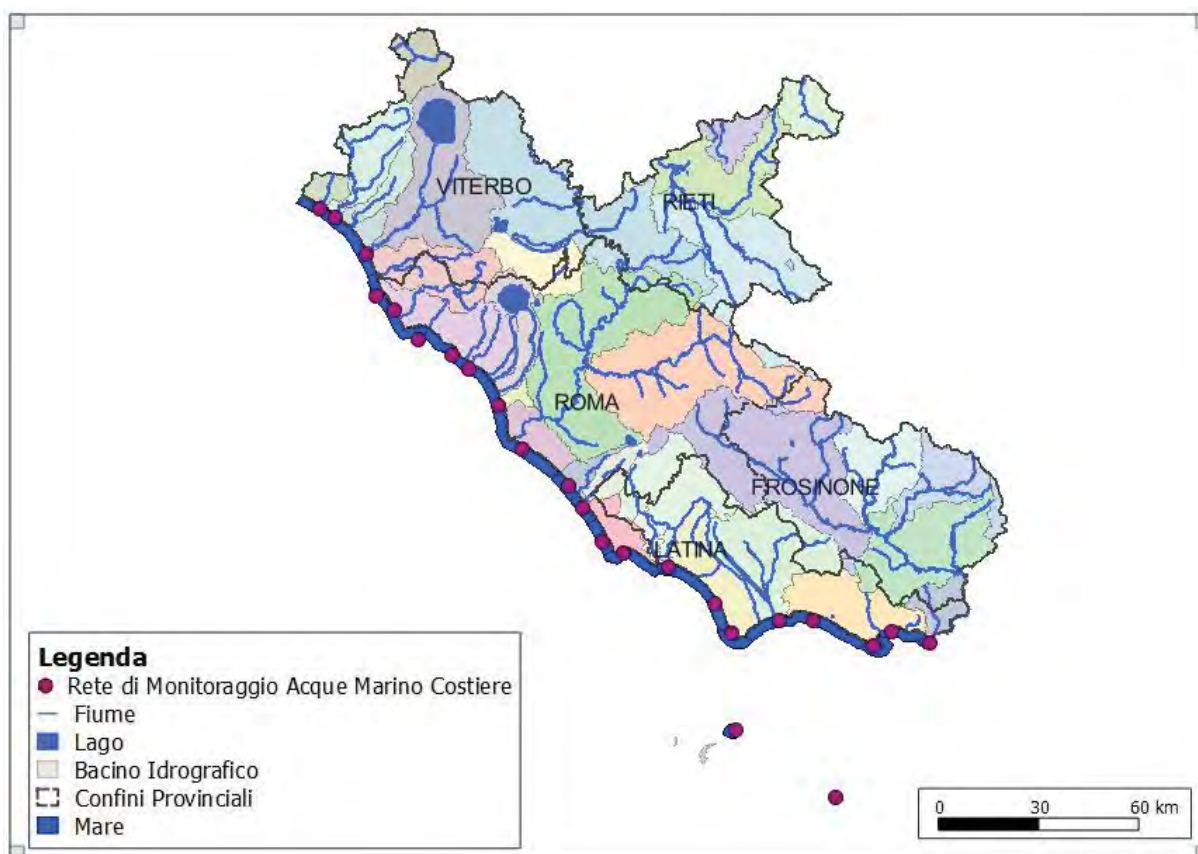 VITERBO
RIETI
ROMA
FROSINONE
LATINA
Legenda
Rete di Monitoraggio Acque Marino Costiere
Fiume
Lago
Bacino Idrografico
Confini Provinciali
Mare
0 30 60 km